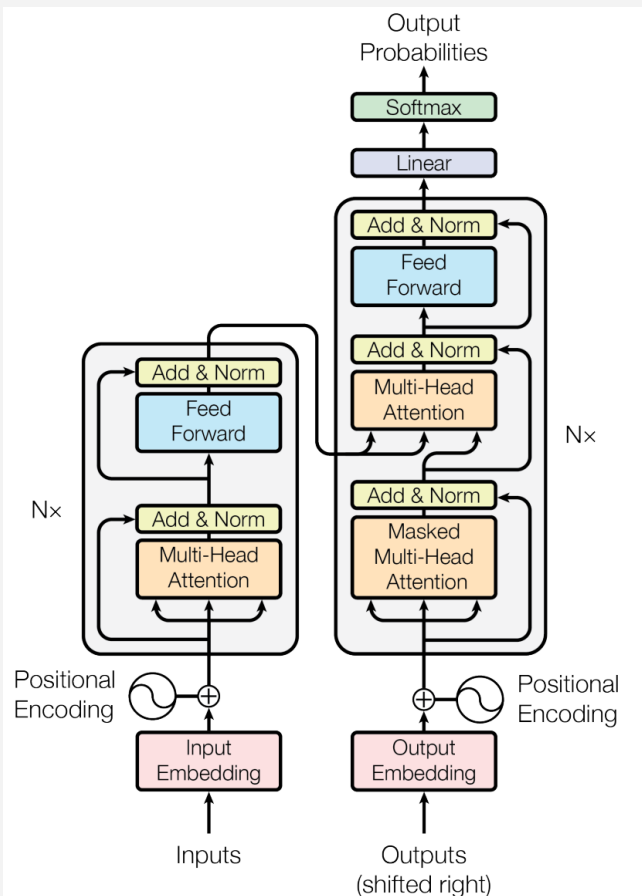 Output
Probabilities
Softmax
Linear
Add & Norm
Feed
Forward
Add & Norm
Multi-Head
Attention
Nx
Add & Norm
Masked
Multi-Head
Attention
Add & Norm
Feed
Forward
Nx
Add & Norm
Multi-Head
Attention
Positional
Encoding
Positional
Encoding
Input
Embedding
Output
Embedding
Inputs
Outputs
(shifted right)